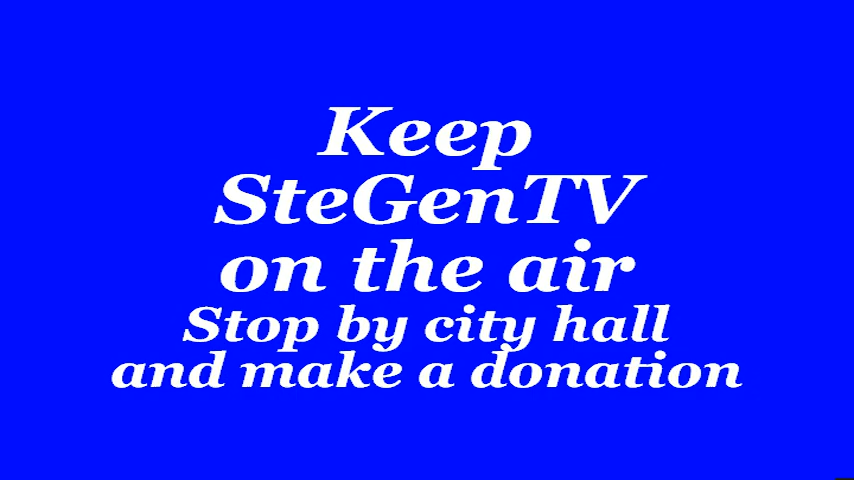 Keep
SteGenTV
on the air
Stop by city hall
and make a donation